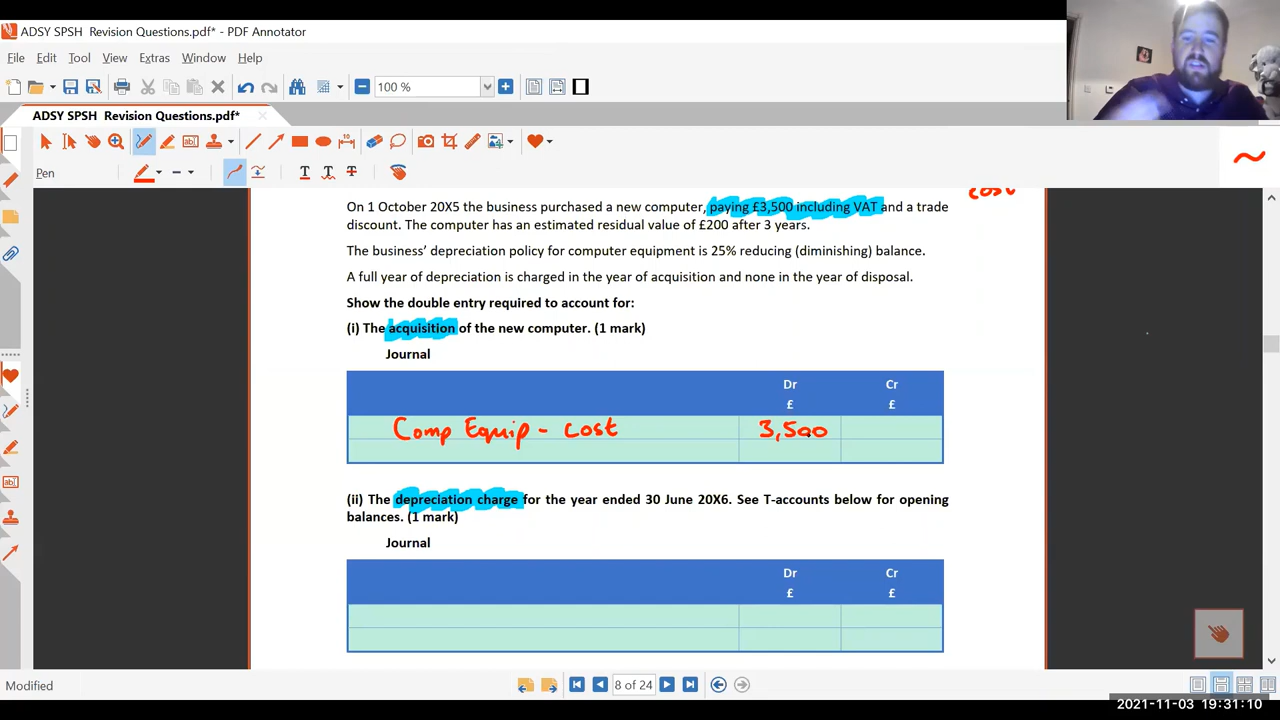 ADSY SPSH  Revision Questions.pdf* - PDF Annotator
File Edit Tool View Extras Window Help
100 %
ADSY SPSH  Revision Questions.pdf*
Pen
cost
On 1 October 20X5 the business purchased a new computer, paying £3,500 including VAT and a trade
discount. The computer has an estimated residual value of £200 after 3 years.
The business' depreciation policy for computer equipment is 25% reducing (diminishing) balance.
A full year of depreciation is charged in the year of acquisition and none in the year of disposal.
Show the double entry required to account for:
(i) The acquisition of the new computer. (1 mark)
Journal
Dr Cr
£ £
Comp Equip - cost 3,500
(ii) The depreciation charge for the year ended 30 June 20X6. See T-accounts below for opening
balances. (1 mark)
Journal
Dr Cr
£ £
Modified 8 of 24
2021-11-03 19:31:10